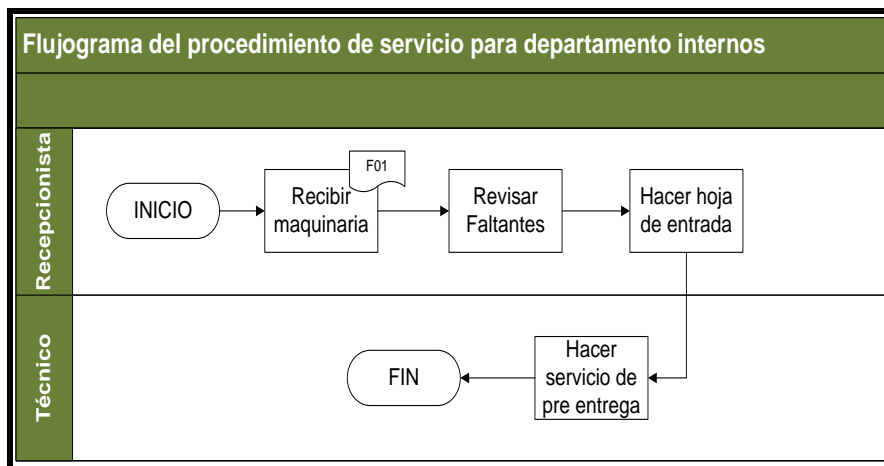 Flujograma del procedimiento de servicio para departamento internos
Recepcionista
INICIO
F01
Recibir
maquinaria
Revisar
Faltantes
Hacer hoja
de entrada
Técnico
FIN
Hacer
servicio de
pre entrega